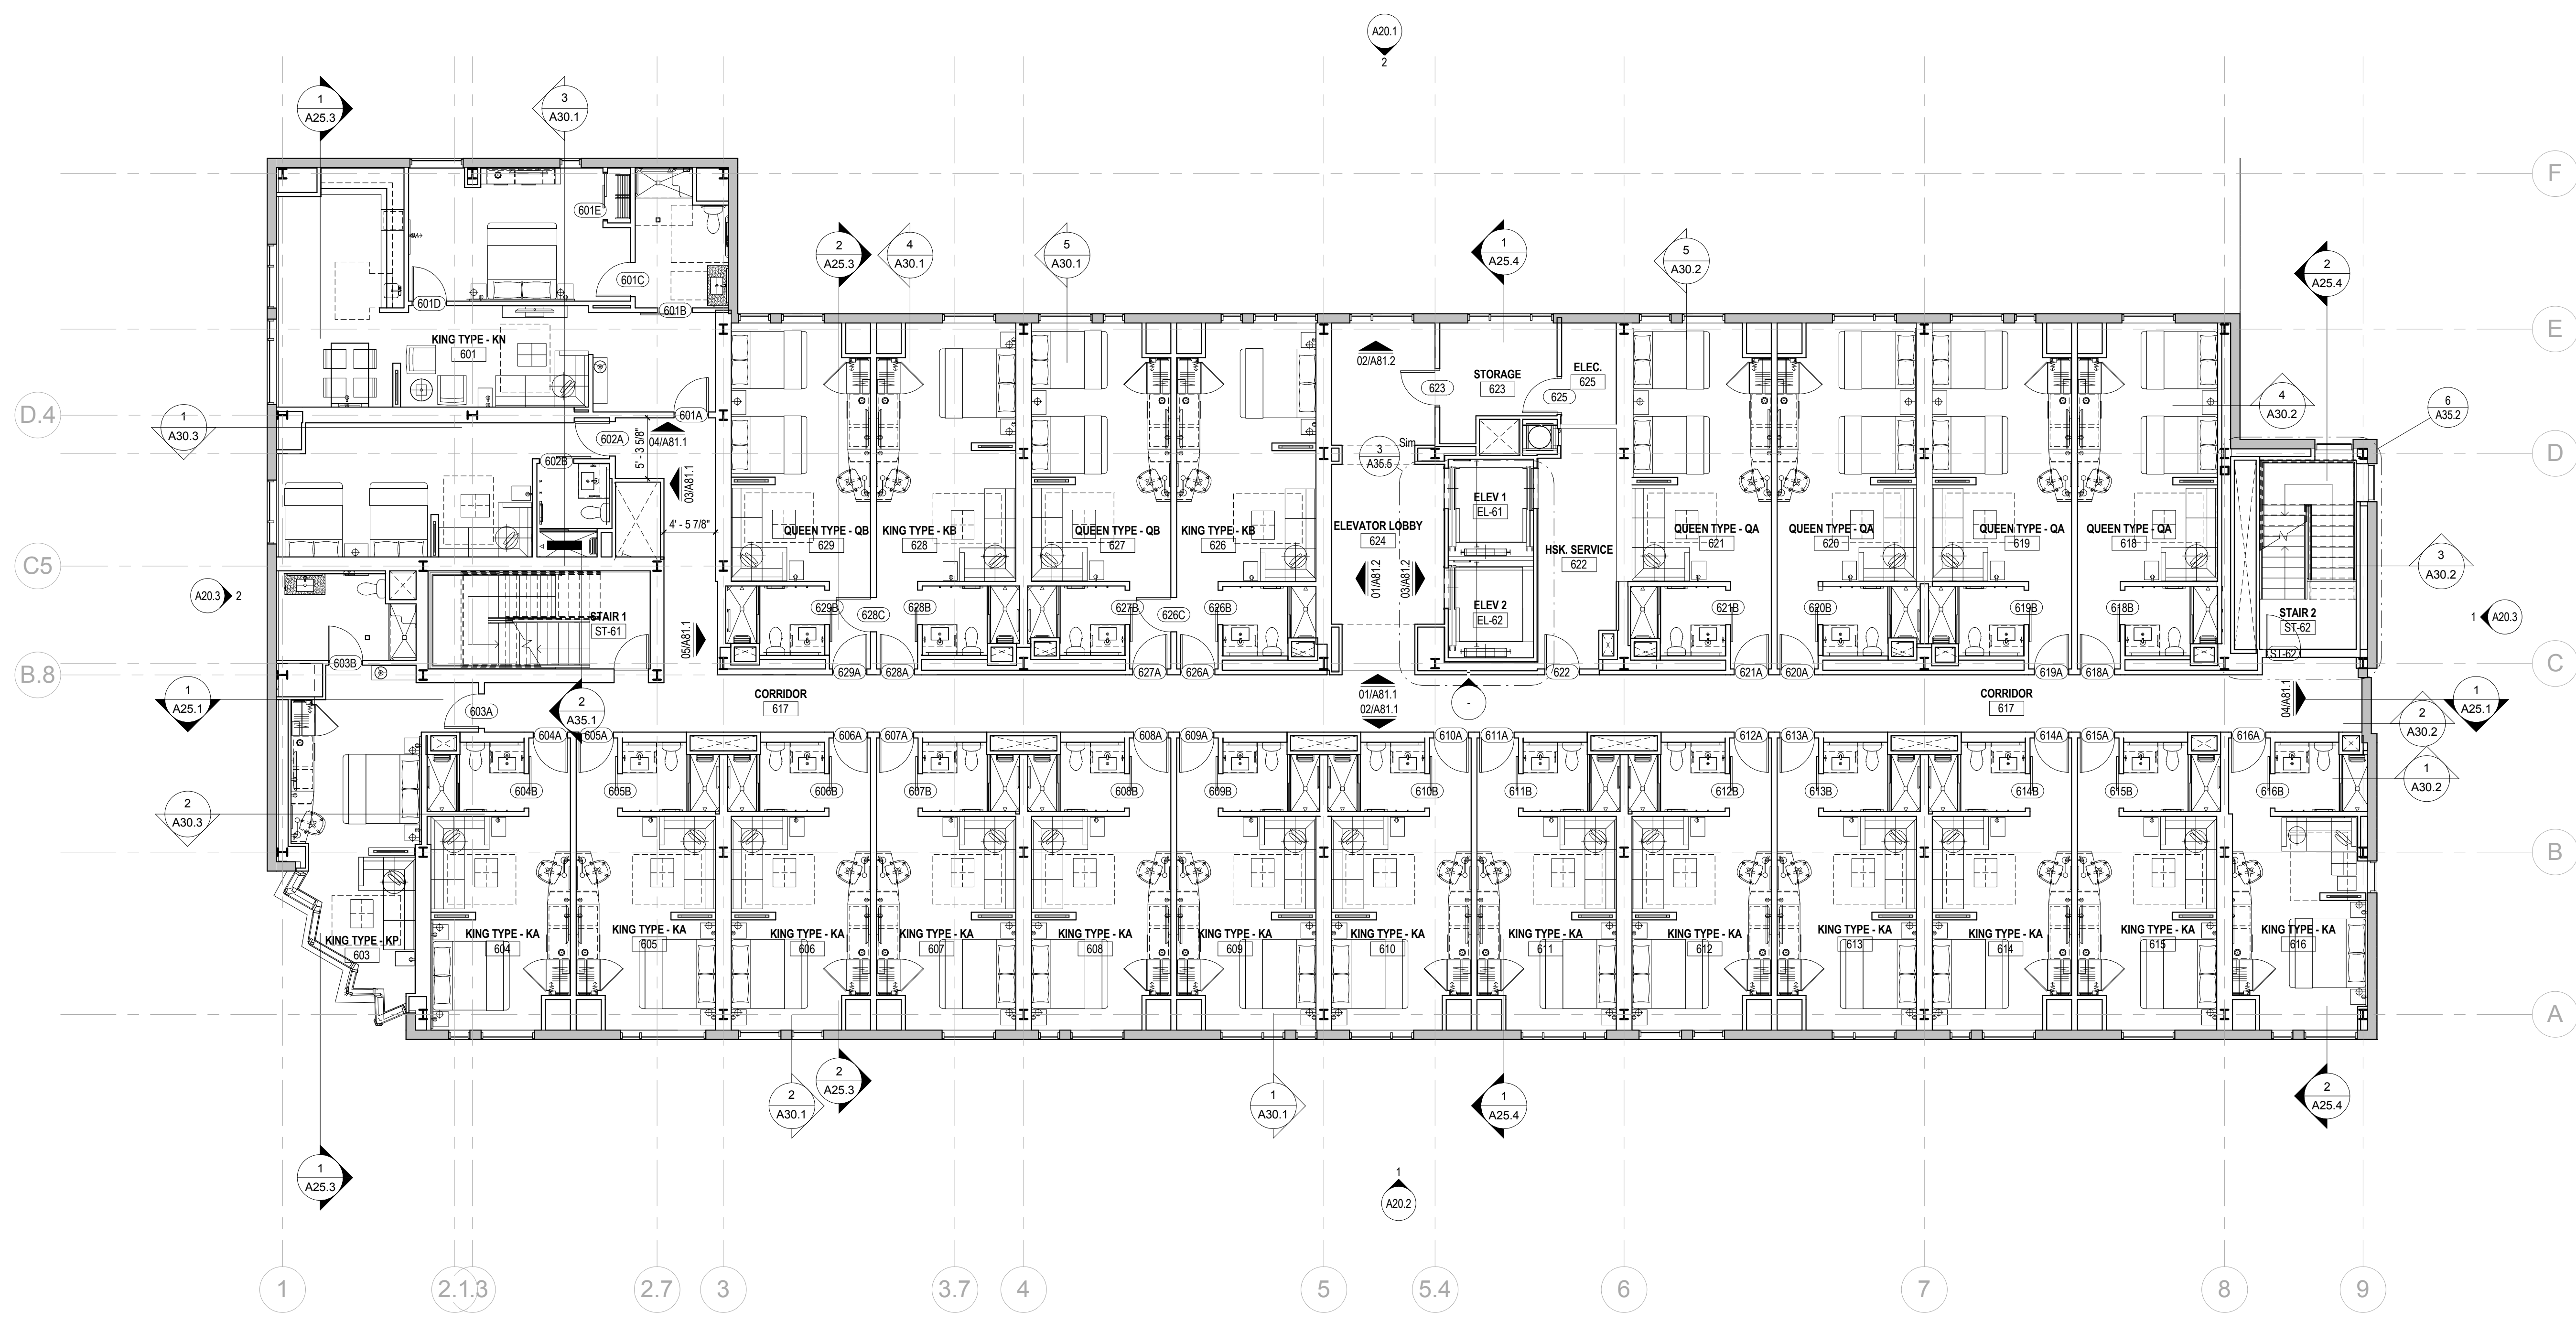 A20.1
2
1
A25.3
3
A30.1
F
601E
601C
601D
601B
2
A25.3
4
A30.1
5
A30.1
1
A25.4
5
A30.2
2
A25.4
E
KING TYPE - KN
601
02/A81.2
623
STORAGE
623
ELEC.
625
625
D.4
1
A30.3
601A
04/A81.1
602A
5' - 3 5/8"
602B
03/A81.1
3
A35.5
Sim
4
A30.2
6
A35.2
D
4' - 5 7/8"
QUEEN TYPE - QB
629
KING TYPE - KB
628
QUEEN TYPE - QB
627
KING TYPE - KB
626
ELEVATOR LOBBY
624
ELEV 1
EL-61
HSK. SERVICE
622
QUEEN TYPE - QA
621
QUEEN TYPE - QA
620
QUEEN TYPE - QA
619
QUEEN TYPE - QA
618
C5
3
A30.2
A20.3
2
01/A81.2
03/A81.2
STAIR 1
ST-61
05/A81.1
629B
628C
628B
627B
626C
626B
ELEV 2
EL-62
621B
620B
619B
618B
STAIR 2
ST-62
ST-62
1
A20.3
B.8
603B
629A
628A
627A
626A
622
621A
620A
619A
618A
C
1
A25.1
603A
2
A35.1
CORRIDOR
617
01/A81.1
02/A81.1
-
CORRIDOR
617
04/A81.1
1
A25.1
2
A30.2
604A
605A
606A
607A
608A
609A
610A
611A
612A
613A
614A
615A
616A
1
A30.2
604B
605B
606B
607B
608B
609B
610B
611B
612B
613B
614B
615B
616B
2
A30.3
B
KING TYPE - KP
603
KING TYPE - KA
604
KING TYPE - KA
605
KING TYPE - KA
606
KING TYPE - KA
607
KING TYPE - KA
608
KING TYPE - KA
609
KING TYPE - KA
610
KING TYPE - KA
611
KING TYPE - KA
612
KING TYPE - KA
613
KING TYPE - KA
614
KING TYPE - KA
615
KING TYPE - KA
616
A
2
A25.3
2
A30.1
1
A30.1
1
A25.4
2
A25.4
1
A25.3
1
A20.2
1
2.1
.3
2.7
3
3.7
4
5
5.4
6
7
8
9